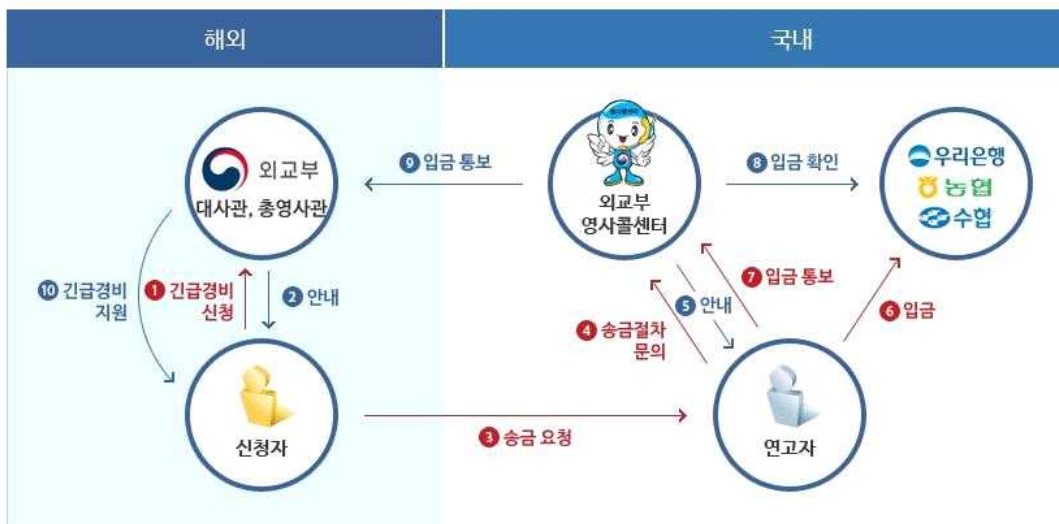 해외
국내
외교부
대사관, 총영사관
9 입금 통보
외교부
영사콜센터
8 입금 확인
우리은행
농협
수협
10 긴급경비
지원
1 긴급경비
신청
2 안내
4 송금절차
문의
5 안내
7 입금 통보
6 입금
신청자
3 송금 요청
연고자